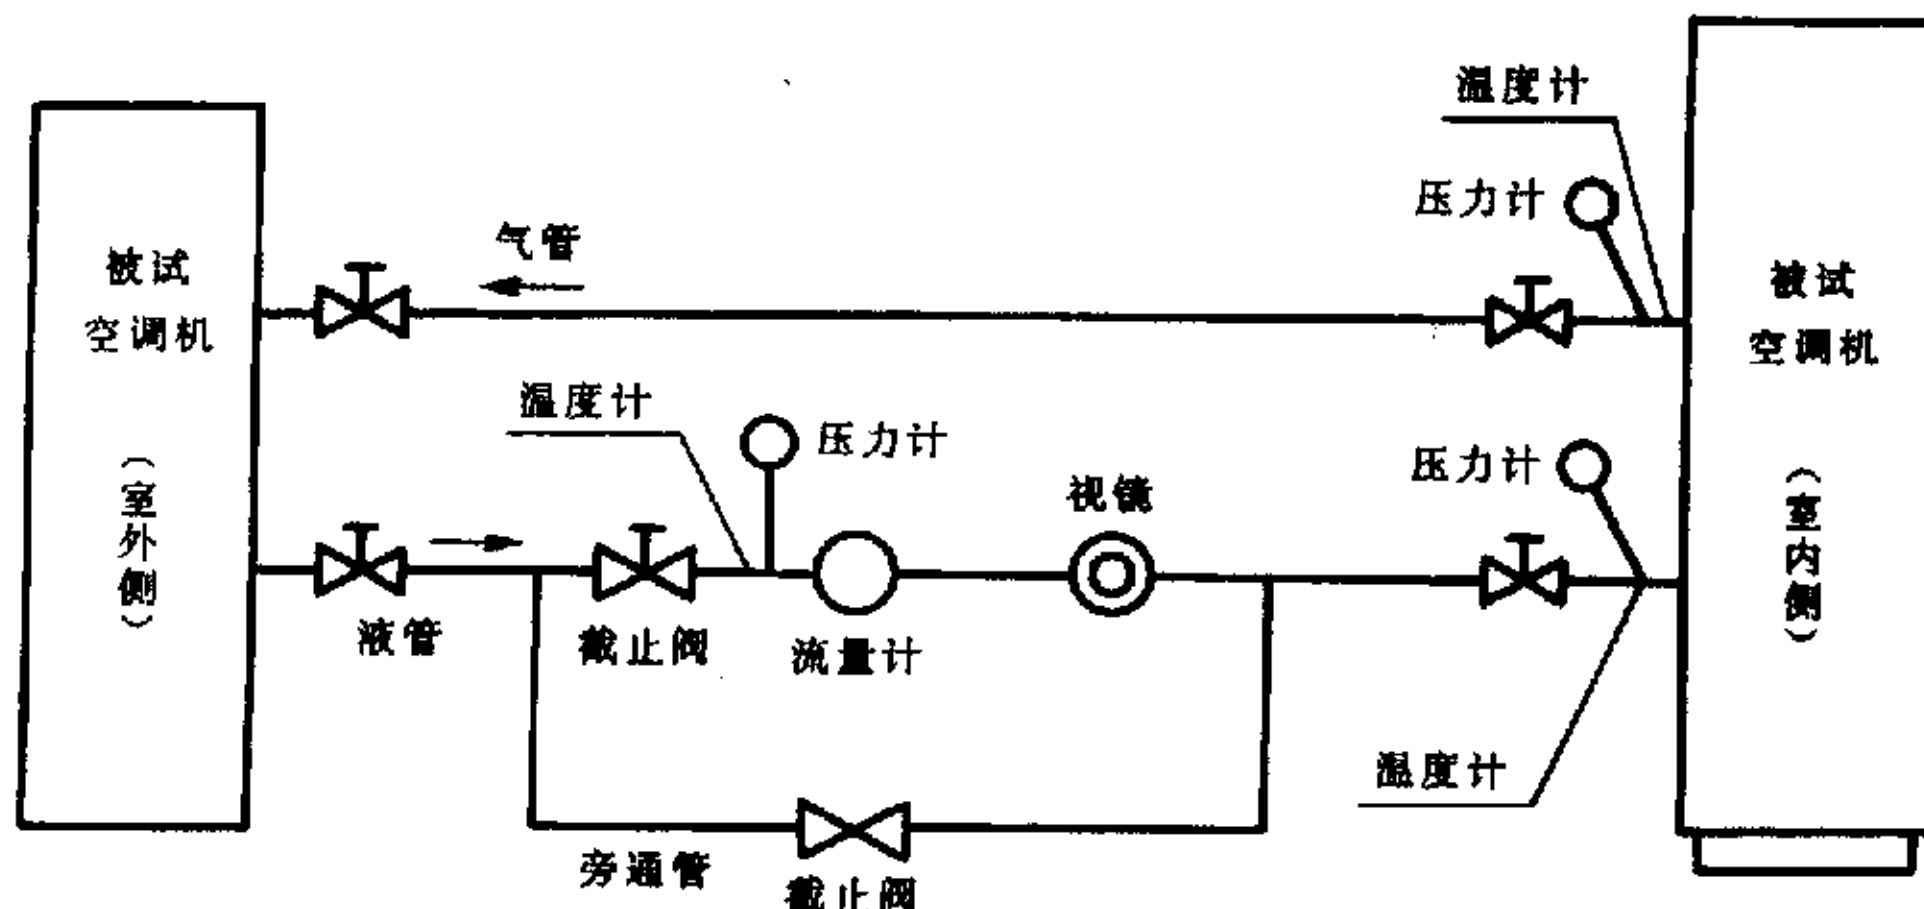 温度计
压力计
气管
被试
空调机
被试
空调机
温度计
压力计
压力计
视镜
（室外侧）
（室内侧）
液管
截止阀
流量计
温度计
旁通管
截止阀